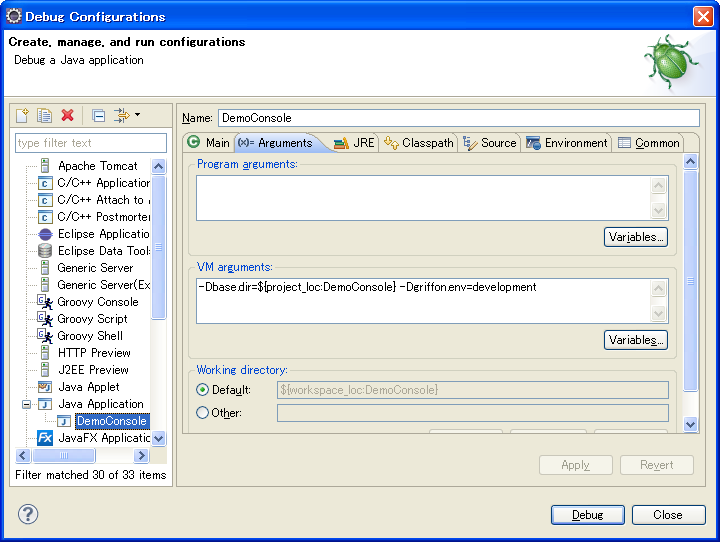 Debug Configurations
Create, manage, and run configurations
Debug a Java application
type filter text
Apache Tomcat
C/C++ Application
C/C++ Attach to
C/C++ Postmorte
Eclipse Applicatio
Eclipse Data Tool
Generic Server
Generic Server(Ex
Groovy Console
Groovy Script
Groovy Shell
HTTP Preview
J2EE Preview
Java Applet
Java Application
DemoConsole
JavaFX Applicatio
Filter matched 30 of 33 items
Name: DemoConsole
Main (x)= Arguments JRE Classpath Source Environment Common
Program arguments:
Variables...
VM arguments:
-Dbase.dir=${project_loc:DemoConsole} -Dgriffon.env=development
Variables...
Working directory:
Default: ${workspace_loc:DemoConsole}
Other:
Apply Revert
Debug Close